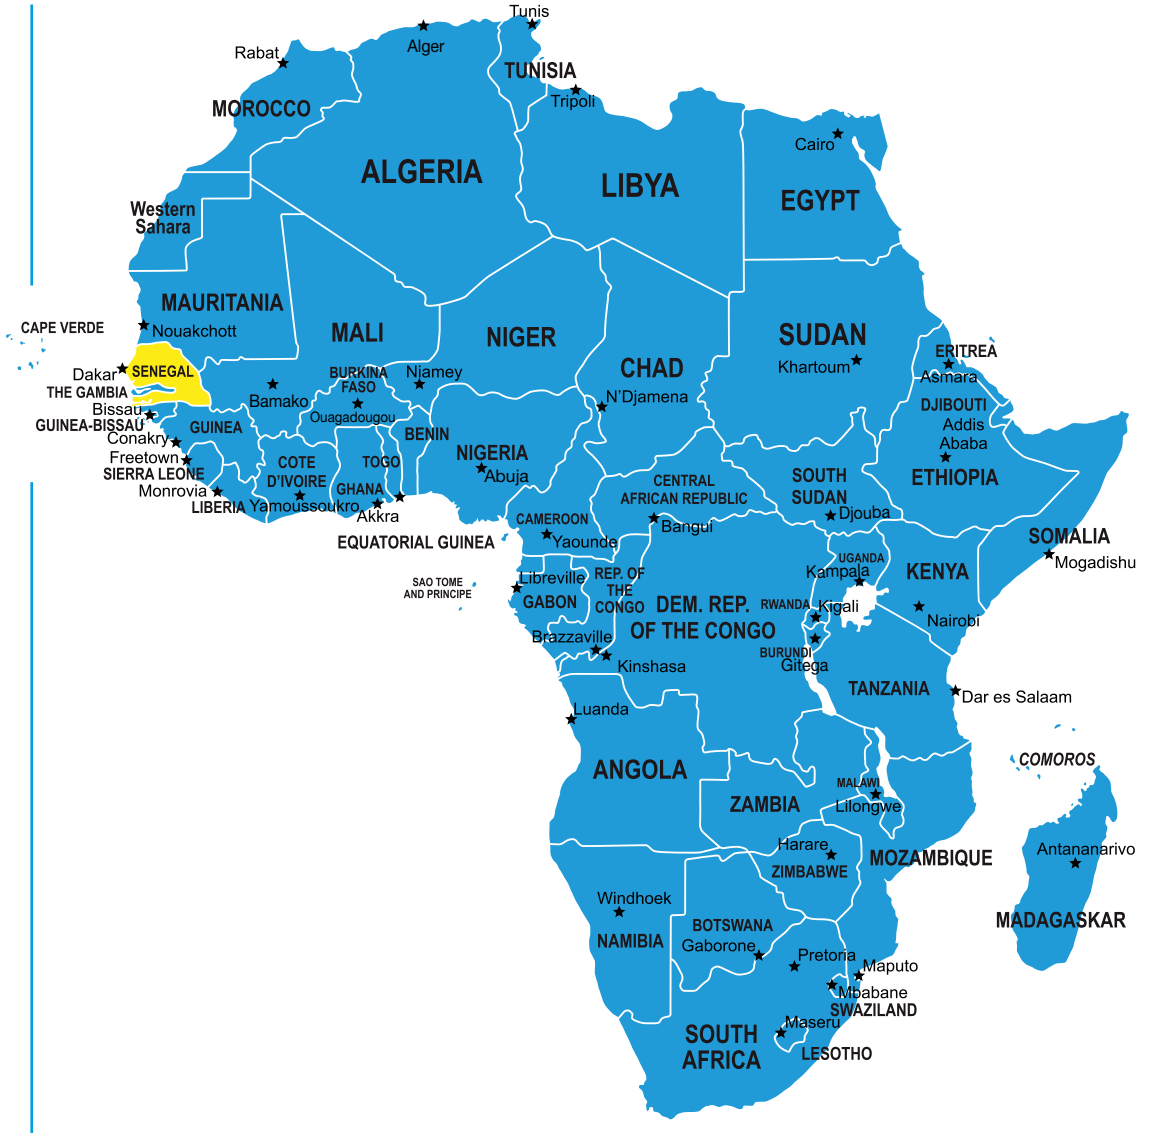 Tunis
Rabat
Alger
TUNISIA
Tripoli
MOROCCO
Cairo
ALGERIA
LIBYA
EGYPT
Western
Sahara
MAURITANIA
Nouakchott
CAPE VERDE
MALI
NIGER
SUDAN
Khartoum
CHAD
N'Djamena
ERITREA
Asmara
Dakar
SENEGAL
THE GAMBIA
Bissau
GUINEA-BISSAU
Bamako
BURKINA
FASO
Ouagadougou
Niamey
DJIBOUTI
Addis
Ababa
ETHIOPIA
Conakry
GUINEA
Freetown
SIERRA LEONE
Monrovia
LIBERIA
COTE
D'IVOIRE
Yamoussoukro
GHANA
Akkra
TOGO
BENIN
NIGERIA
Abuja
CENTRAL
AFRICAN REPUBLIC
Bangui
SOUTH
SUDAN
Djouba
SOMALIA
Mogadishu
CAMEROON
Yaounde
EQUATORIAL GUINEA
SAO TOME
AND PRINCIPE
Libreville
GABON
REP. OF
THE
CONGO
Brazzaville
Kinshasa
DEM. REP.
OF THE CONGO
UGANDA
Kampala
KENYA
Nairobi
RWANDA
Kigali
BURUNDI
Gitega
TANZANIA
Dar es Salaam
Luanda
ANGOLA
COMOROS
ZAMBIA
MALAWI
Lilongwe
Harare
ZIMBABWE
MOZAMBIQUE
Antananarivo
MADAGASKAR
Windhoek
NAMIBIA
BOTSWANA
Gaborone
Pretoria
Maputo
Mbabane
SWAZILAND
Maseru
LESOTHO
SOUTH
AFRICA